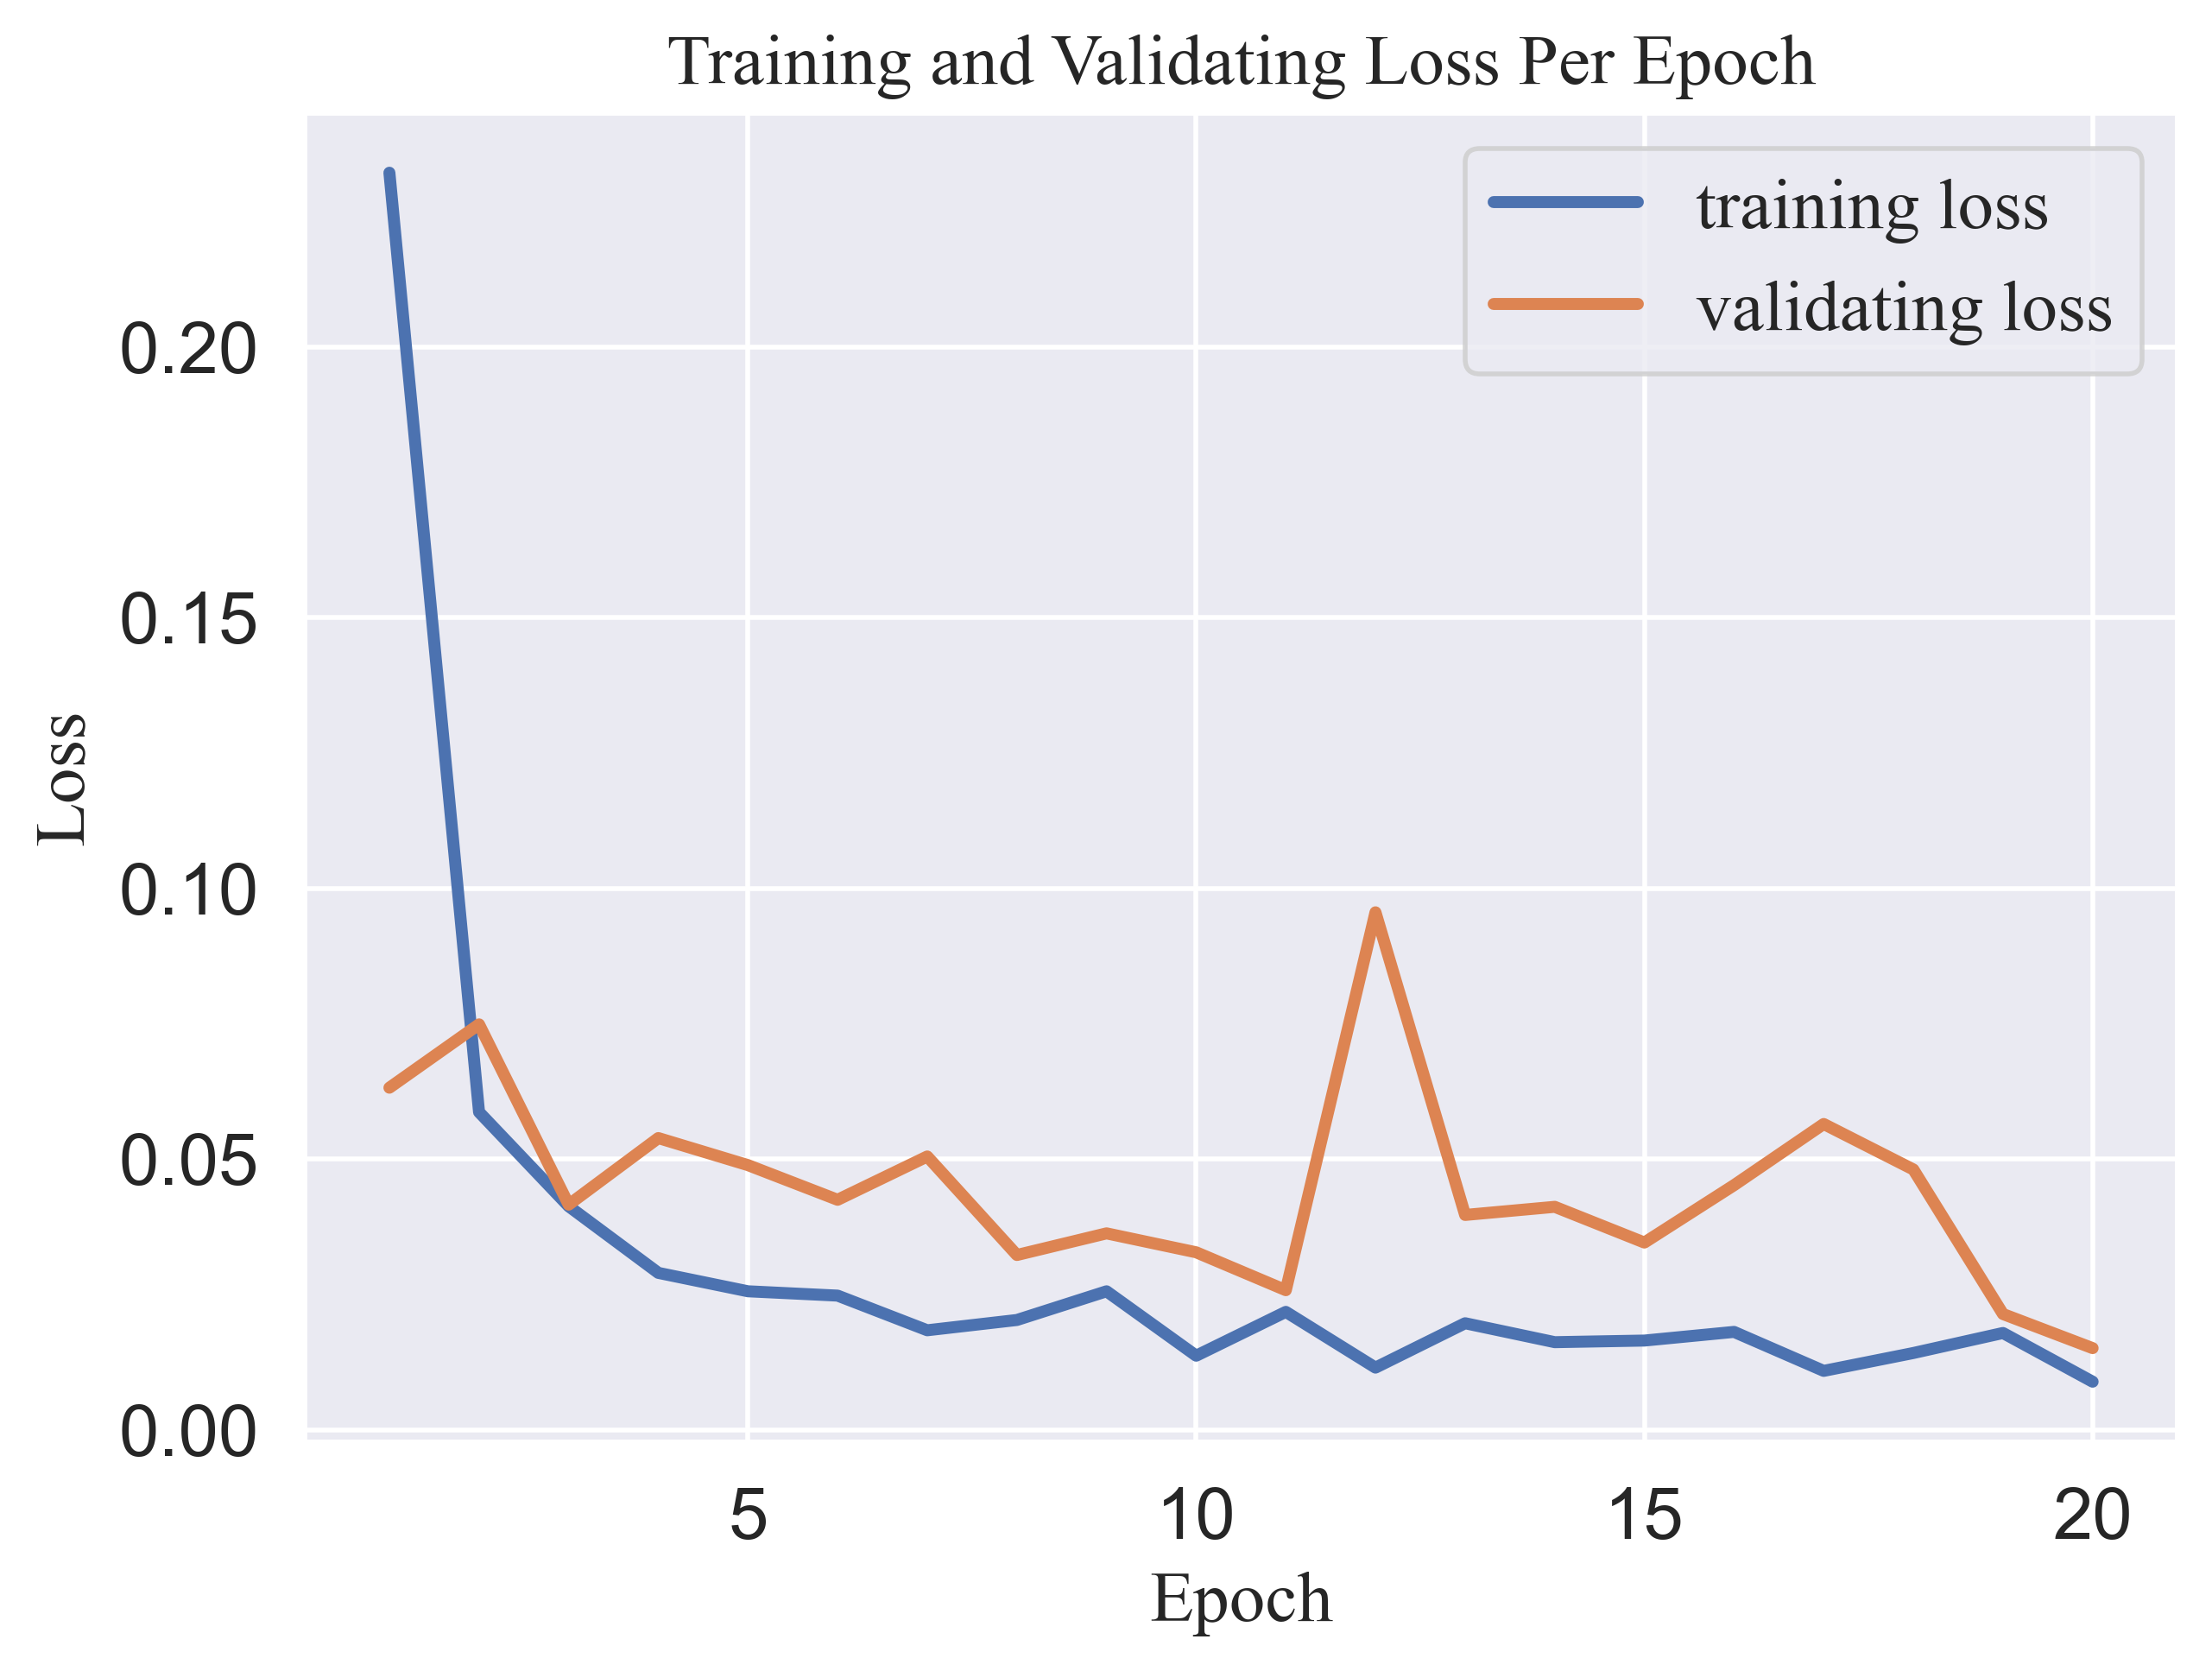 Training and Validating Loss Per Epoch
training loss
validating loss
0.20
0.15
0.10
0.05
0.00
Loss
5 10 15 20
Epoch